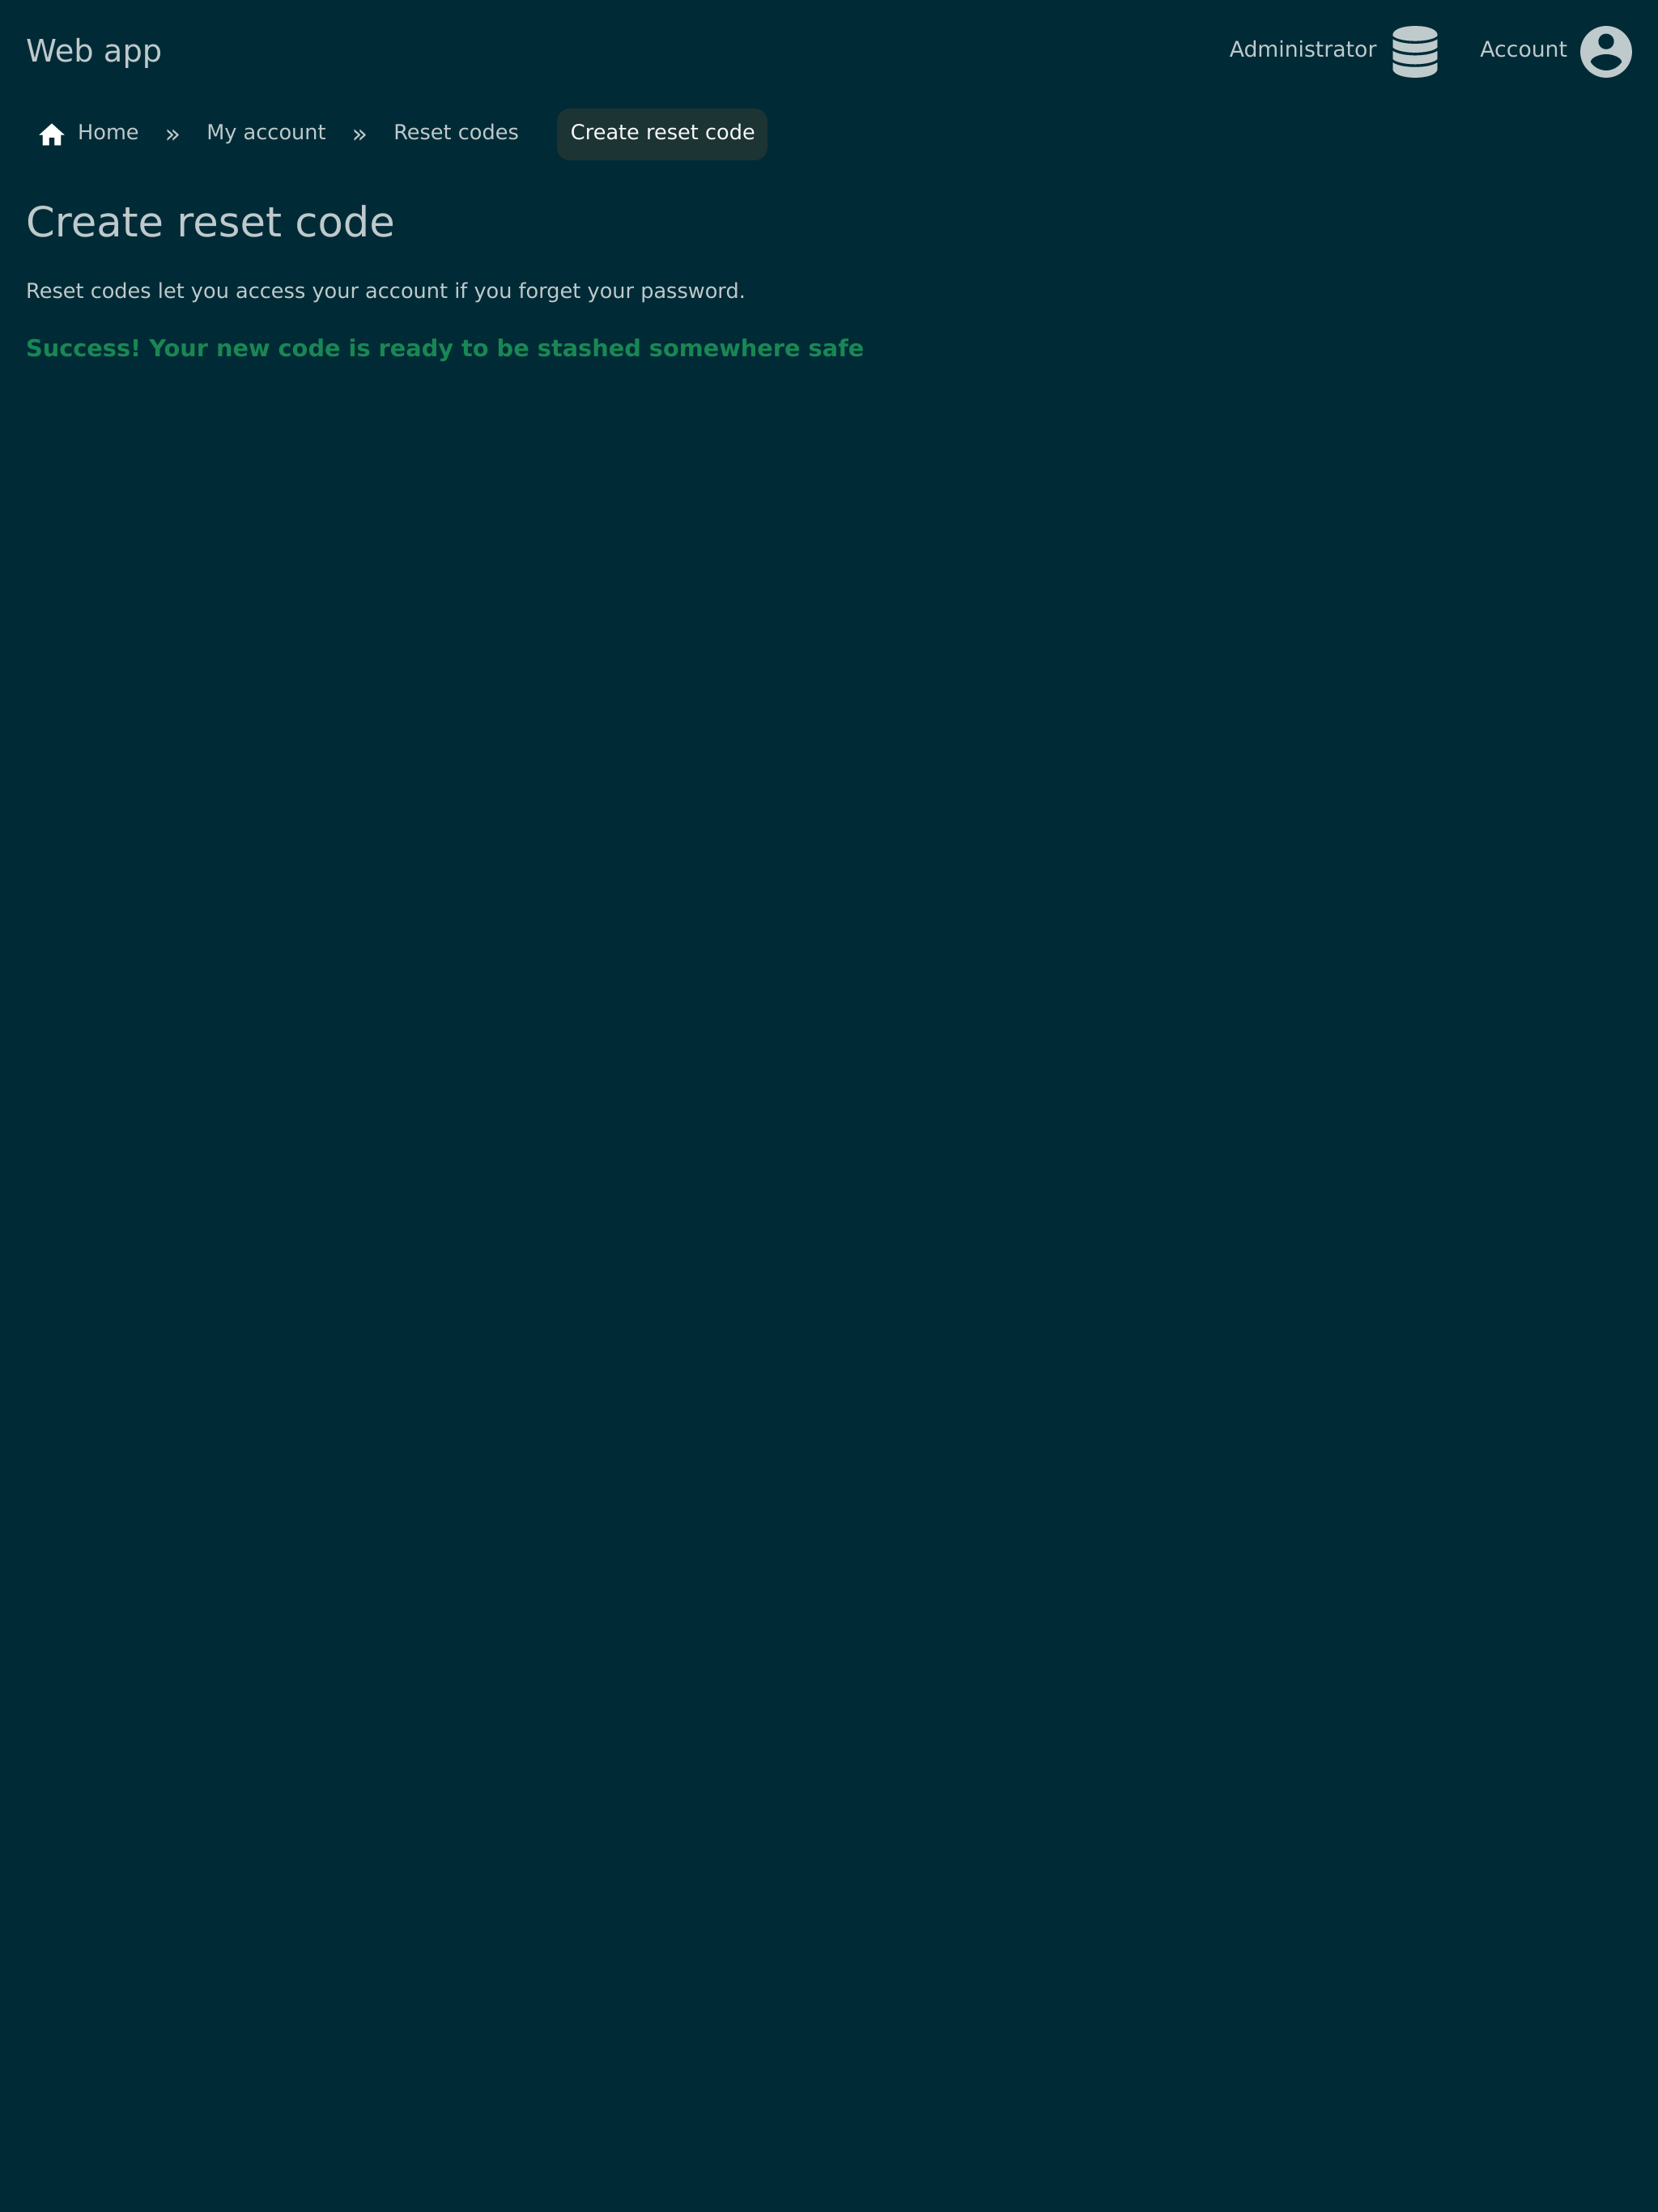 Web app
Administrator
Account
Home » My account » Reset codes Create reset code
Create reset code
Reset codes let you access your account if you forget your password.
Success! Your new code is ready to be stashed somewhere safe